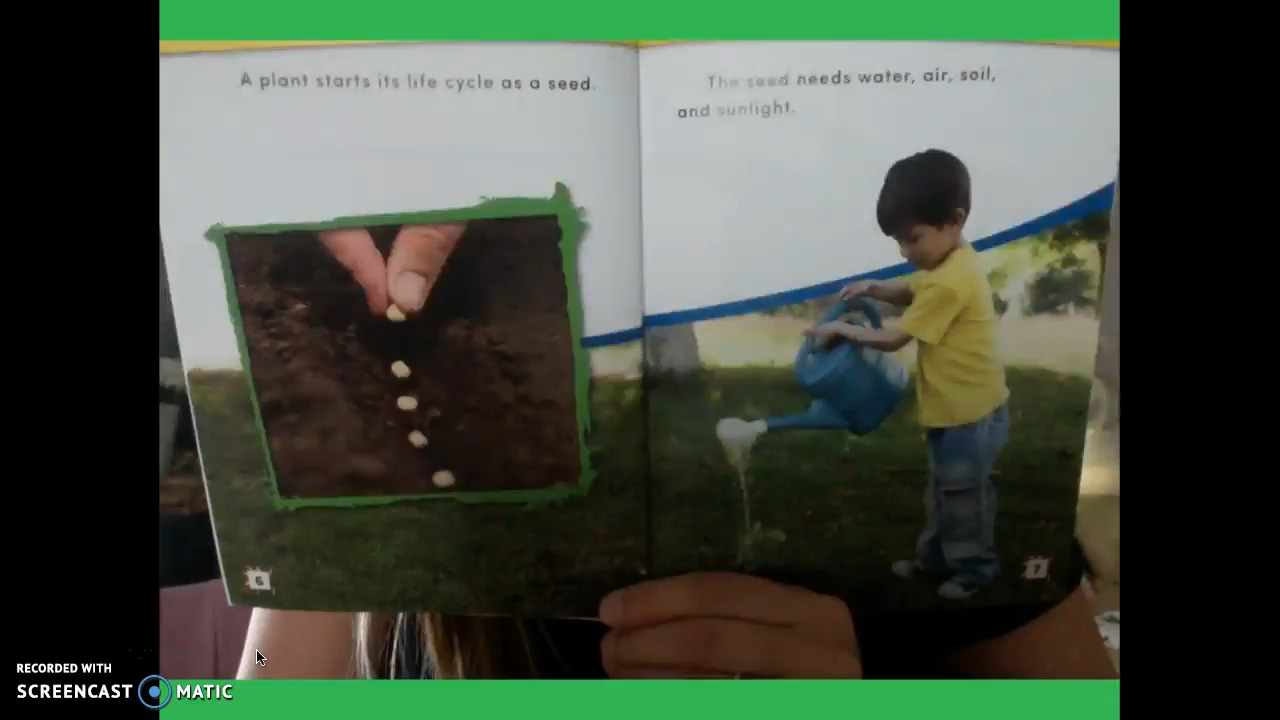 A plant starts its life cycle as a seed.
The seed needs water, air, soil,
and sunlight.
6
7
RECORDED WITH
SCREENCAST MATIC